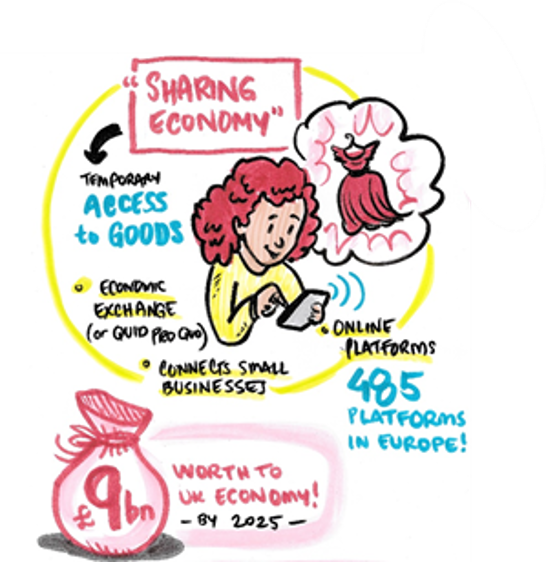 "SHARING
ECONOMY"
TEMPORARY
ACCESS
to GOODS
ECONOMIC
EXCHANGE
(or QUID PRO QUO)
CONNECTS SMALL
BUSINESSES
ONLINE
PLATFORMS
485
PLATFORMS
IN EUROPE!
£9bn
WORTH TO
UK ECONOMY!
- BY 2025 -